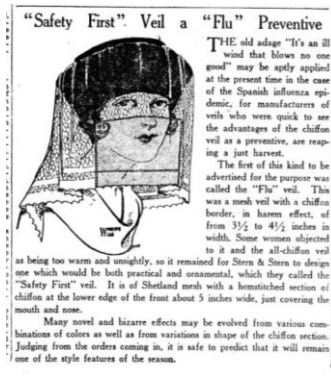 "Safety First" Veil a "Flu" Preventive
THE old adage "It's an ill
wind that blows no one
good" may be aptly applied
at the present time in the case
of the Spanish influenza epi-
demic, for manufacturers of
veils who were quick to see
the advantages of the chiffon
veil as a preventive, are reap-
ing a just harvest.
The first of this kind to be
advertised for the purpose was
called the "Flu" veil. This
was a mesh veil with a chiffon
border, in harem effect, of
from 3½ to 4½ inches in
width. Some women objected
to it and the all-chiffon veil
as being too warm and unsightly, so it remained for Stern & Stern to design
one which would be both practical and ornamental, which they called the
"Safety First" veil. It is of Shetland mesh with a hemstitched section of
chiffon at the lower edge of the front about 5 inches wide, just covering the
mouth and nose.
Many novel and bizarre effects may be evolved from various com-
binations of colors as well as from variations in shape of the chiffon section.
Judging from the orders coming in, it is safe to predict that it will remain
one of the style features of the season.